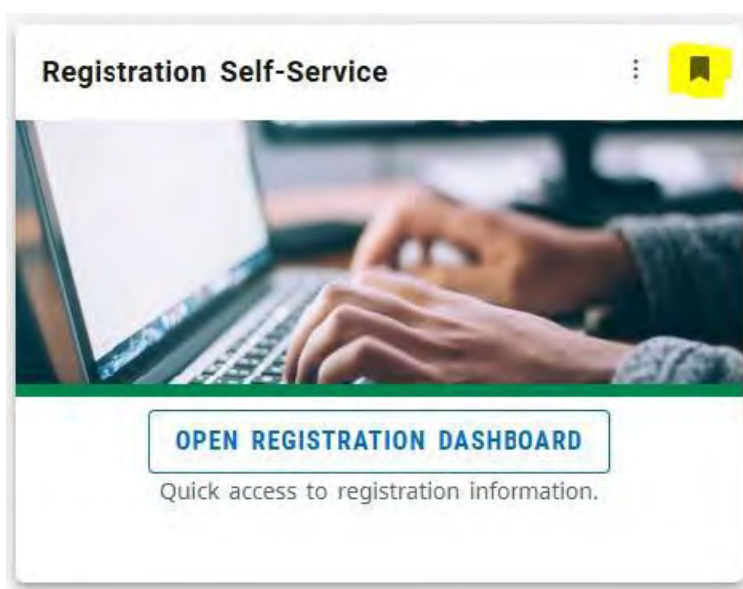 Registration Self-Service
OPEN REGISTRATION DASHBOARD
Quick access to registration information.